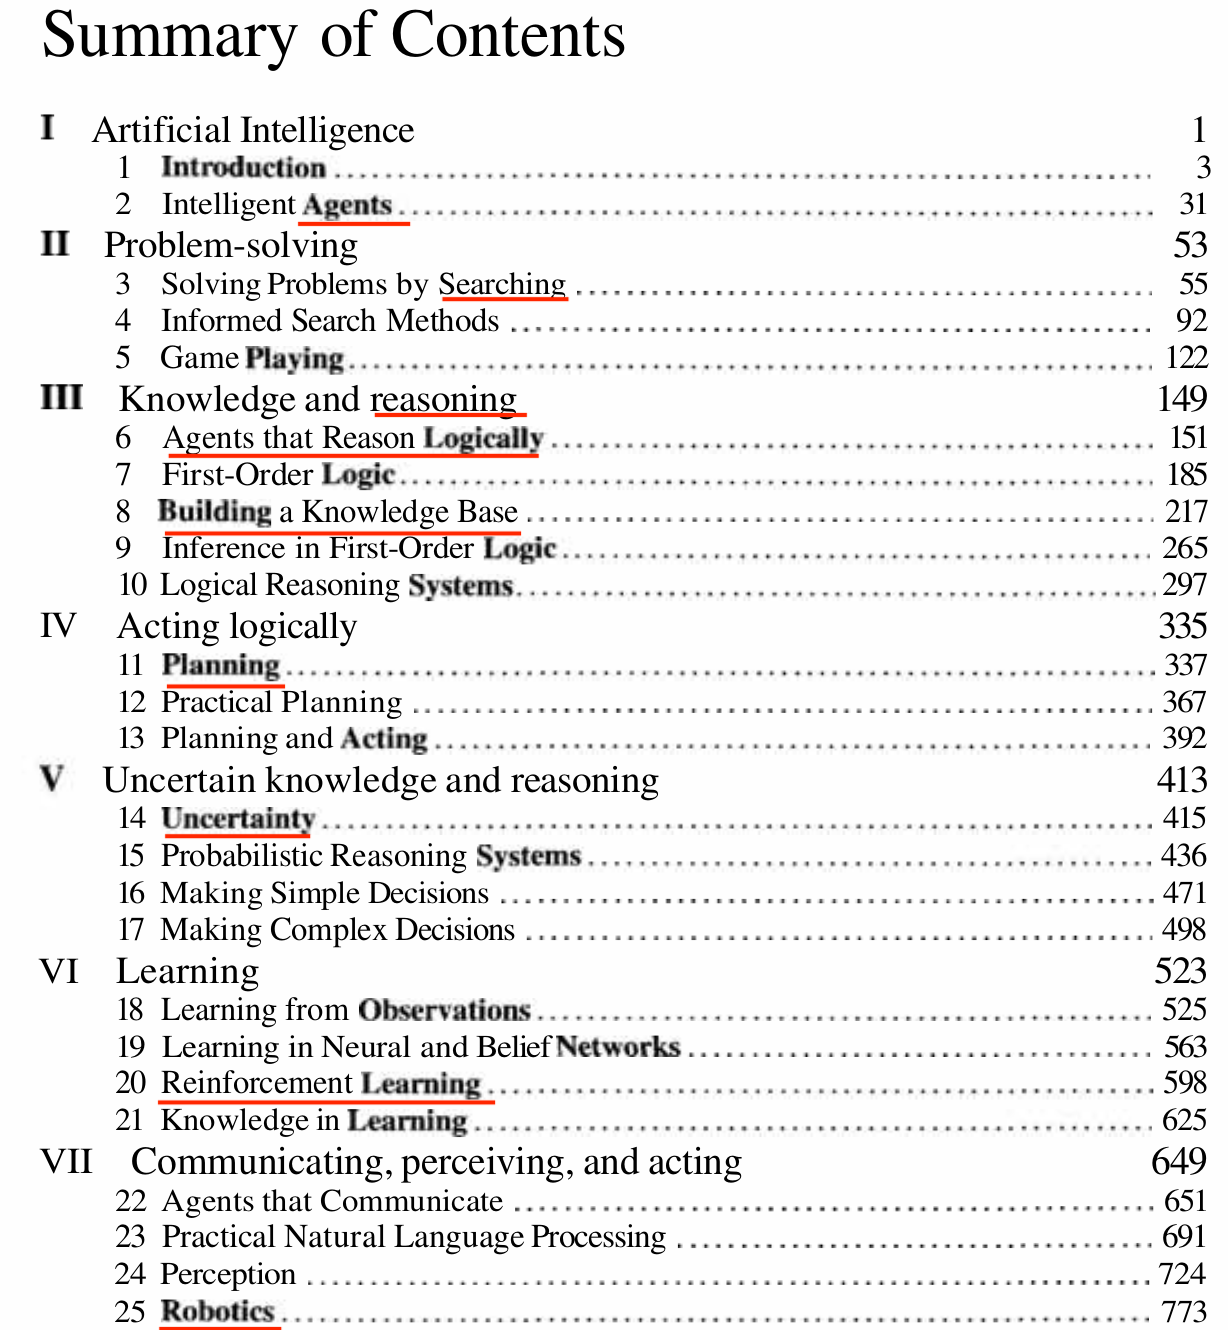 Summary of Contents
I Artificial Intelligence 1
1 Introduction 3
2 Intelligent Agents 31
II Problem-solving 53
3 Solving Problems by Searching 55
4 Informed Search Methods 92
5 Game Playing 122
III Knowledge and reasoning 149
6 Agents that Reason Logically 151
7 First-Order Logic 185
8 Building a Knowledge Base 217
9 Inference in First-Order Logic 265
10 Logical Reasoning Systems 297
IV Acting logically 335
11 Planning 337
12 Practical Planning 367
13 Planning and Acting 392
V Uncertain knowledge and reasoning 413
14 Uncertainty 415
15 Probabilistic Reasoning Systems 436
16 Making Simple Decisions 471
17 Making Complex Decisions 498
VI Learning 523
18 Learning from Observations 525
19 Learning in Neural and Belief Networks 563
20 Reinforcement Learning 598
21 Knowledge in Learning 625
VII Communicating, perceiving, and acting 649
22 Agents that Communicate 651
23 Practical Natural Language Processing 691
24 Perception 724
25 Robotics 773